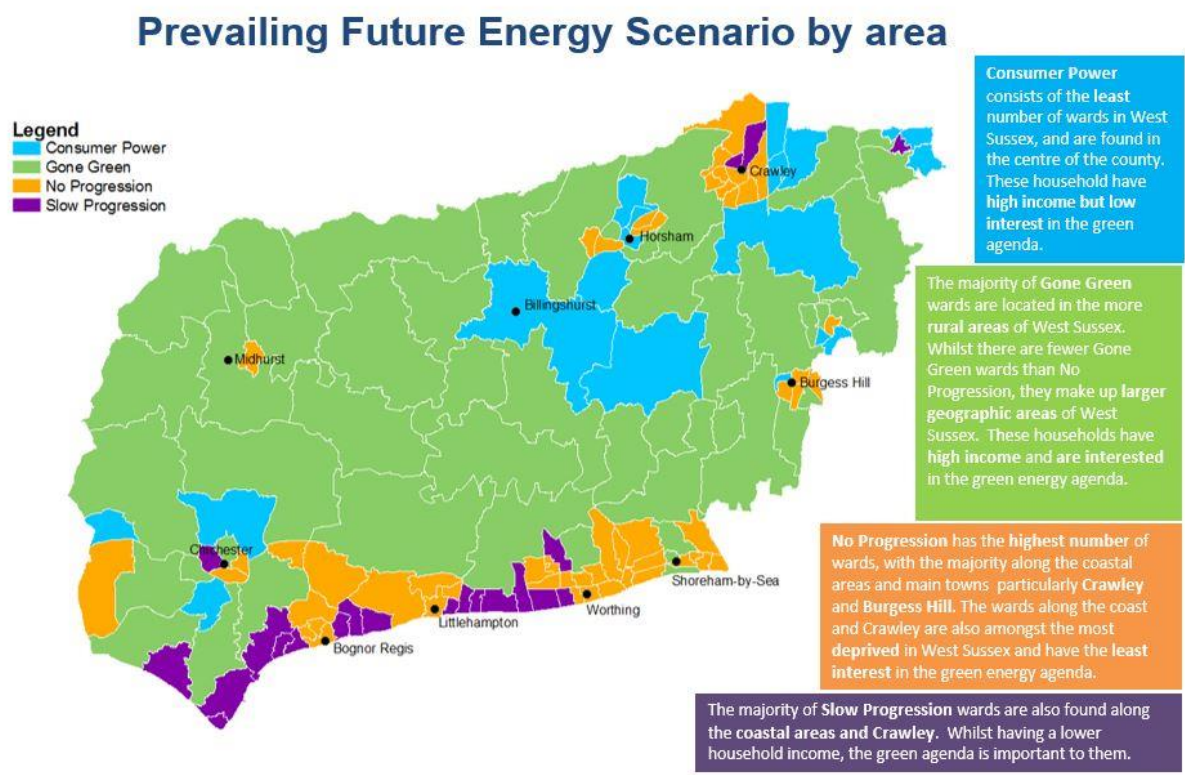 Prevailing Future Energy Scenario by area
Legend
Consumer Power
Gone Green
No Progression
Slow Progression
Crawley
Horsham
Billingshurst
Midhurst
Burgess Hill
Chichester
Shoreham-by-Sea
Worthing
Littlehampton
Bognor Regis
Consumer Power
consists of the least
number of wards in West
Sussex, and are found in
the centre of the county.
These household have
high income but low
interest in the green
agenda.
The majority of Gone Green
wards are located in the more
rural areas of West Sussex.
Whilst there are fewer Gone
Green wards than No
Progression, they make up larger
geographic areas of West
Sussex. These households have
high income and are interested
in the green energy agenda.
No Progression has the highest number of
wards, with the majority along the coastal
areas and main towns particularly Crawley
and Burgess Hill. The wards along the coast
and Crawley are also amongst the most
deprived in West Sussex and have the least
interest in the green energy agenda.
The majority of Slow Progression wards are also found along
the coastal areas and Crawley. Whilst having a lower
household income, the green agenda is important to them.